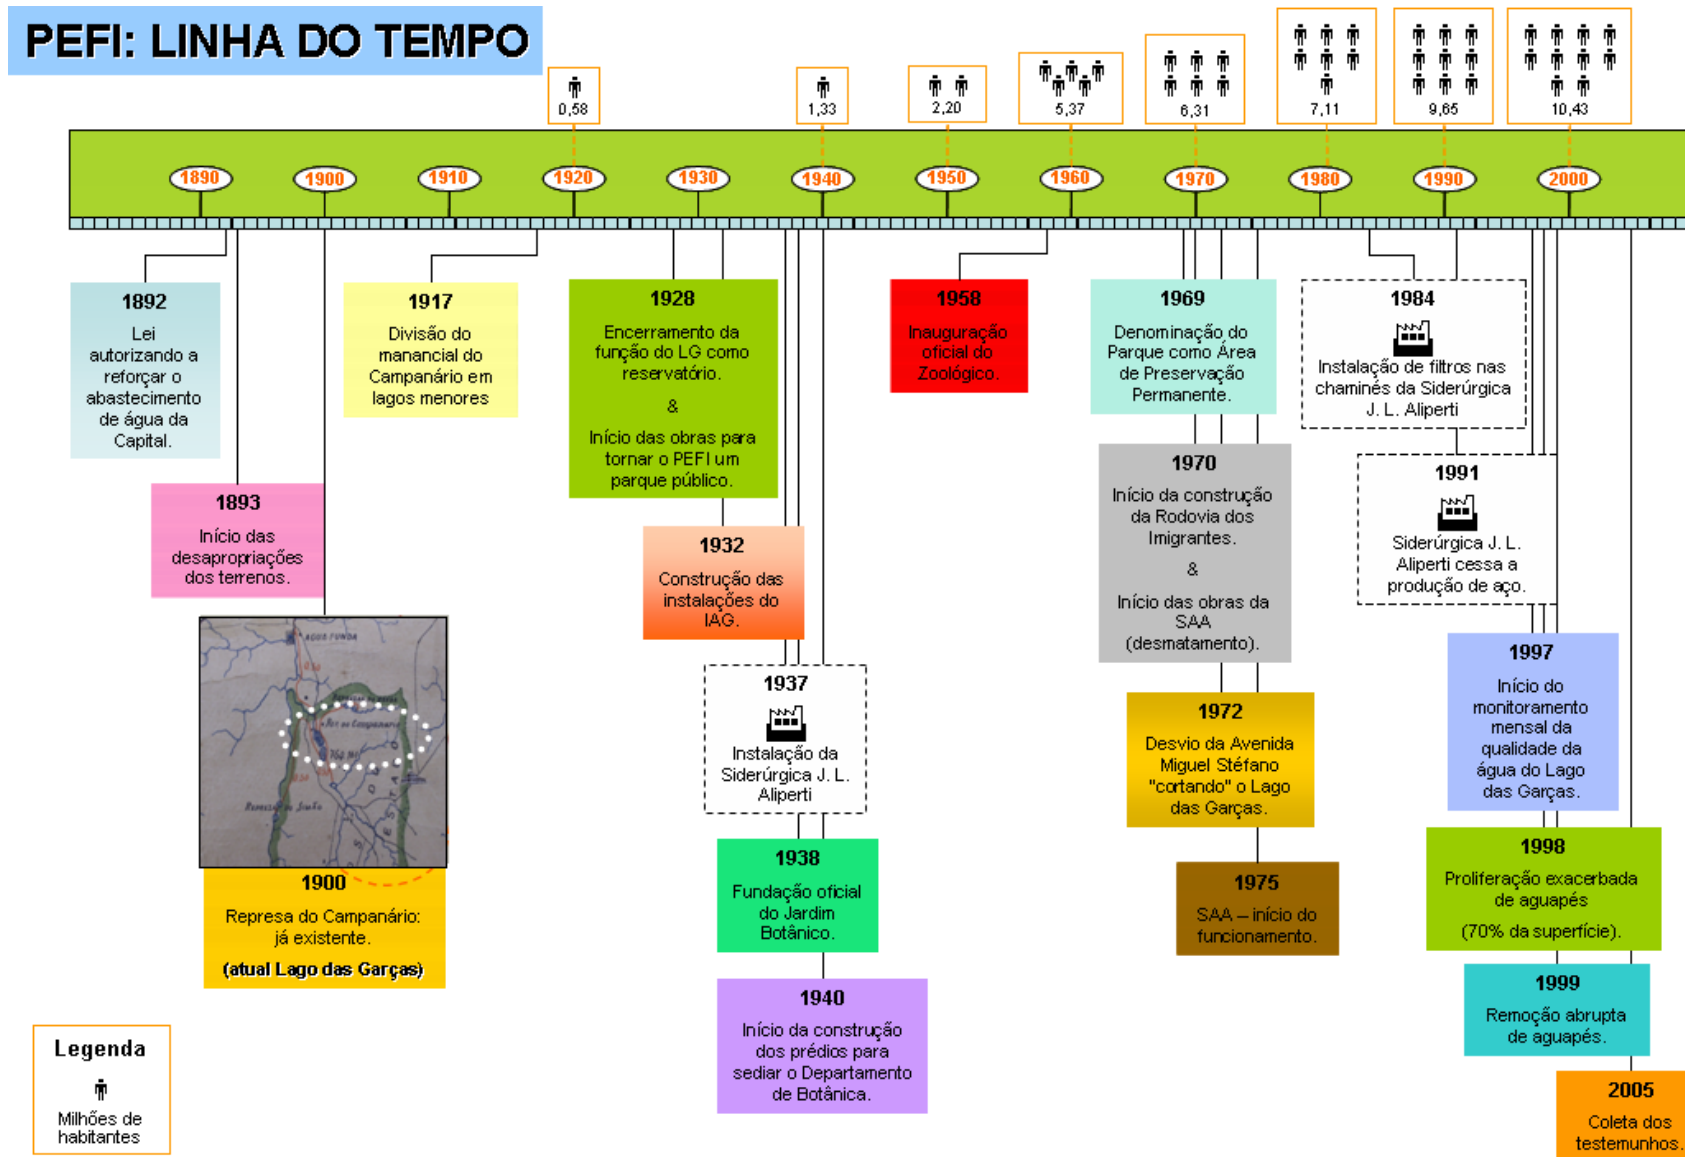 PEFI: LINHA DO TEMPO
0,58
1,33
2,20
5,37
6,31
7,11
9,65
10,43
1890
1900
1910
1920
1930
1940
1950
1960
1970
1980
1990
2000
1892
Lei
autorizando a
reforçar o
abastecimento
de água da
Capital.
1893
Início das
desapropriações
dos terrenos.
AGUA FUNDA
1900
Represa do Campanário:
já existente.
(atual Lago das Garças)
1917
Divisão do
manancial do
Campanário em
lagos menores
1928
Encerramento da
função do LG como
reservatório.
&
Início das obras para
tornar o PEFI um
parque público.
1932
Construção das
instalações do
IAG.
1937
Instalação da
Siderúrgica J. L.
Aliperti
1938
Fundação oficial
do Jardim
Botânico.
1940
Início da construção
dos prédios para
sediar o Departamento
de Botânica.
1958
Inauguração
oficial do
Zoológico.
1969
Denominação do
Parque como Área
de Preservação
Permanente.
1970
Início da construção
da Rodovia dos
Imigrantes.
&
Início das obras da
SAA
(desmatamento).
1972
Desvio da Avenida
Miguel Stéfano
"cortando" o Lago
das Garças.
1975
SAA – início do
funcionamento.
1984
Instalação de filtros nas
chaminés da Siderúrgica
J. L. Aliperti
1991
Siderúrgica J. L.
Aliperti cessa a
produção de aço.
1997
Início do
monitoramento
mensal da
qualidade da
água do Lago
das Garças.
1998
Proliferação exacerbada
de aguapés
(70% da superfície).
1999
Remoção abrupta
de aguapés.
2005
Coleta dos
testemunhos.
Legenda
Milhões de
habitantes